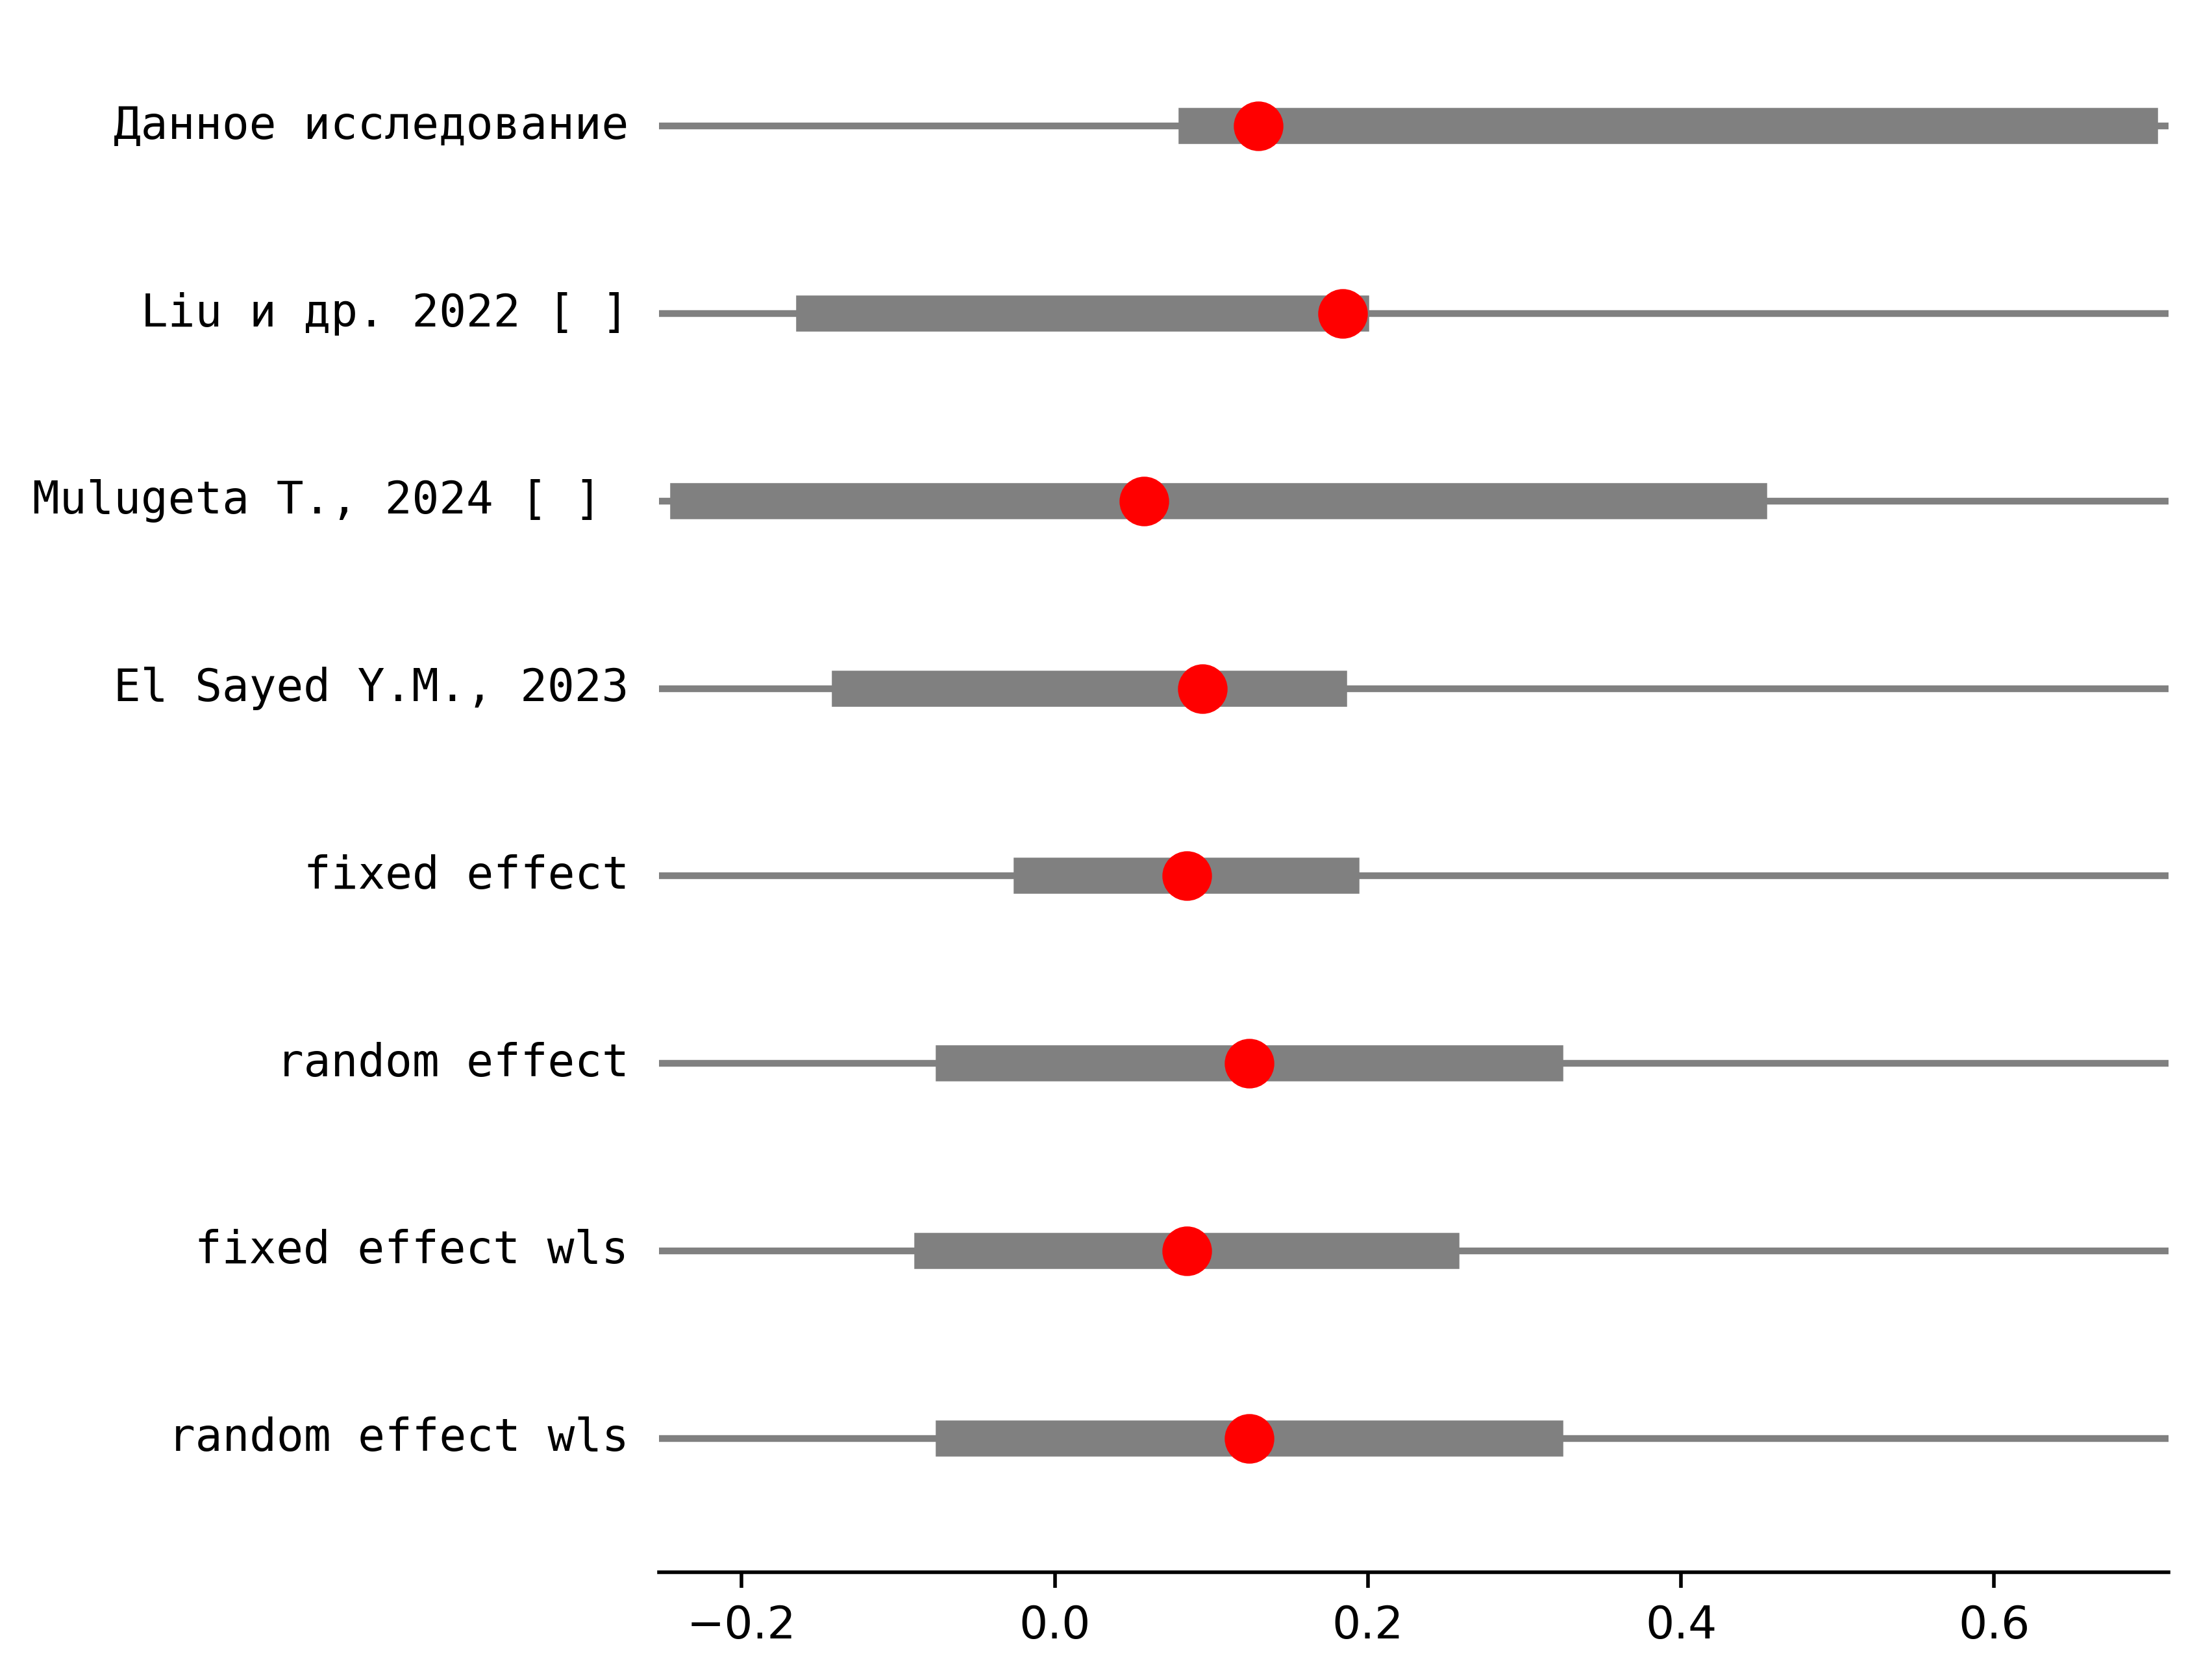 Данное исследование
Liu и др. 2022 [ ]
Mulugeta T., 2024 [ ]
El Sayed Y.M., 2023
fixed effect
random effect
fixed effect wls
random effect wls
−0.2 0.0 0.2 0.4 0.6